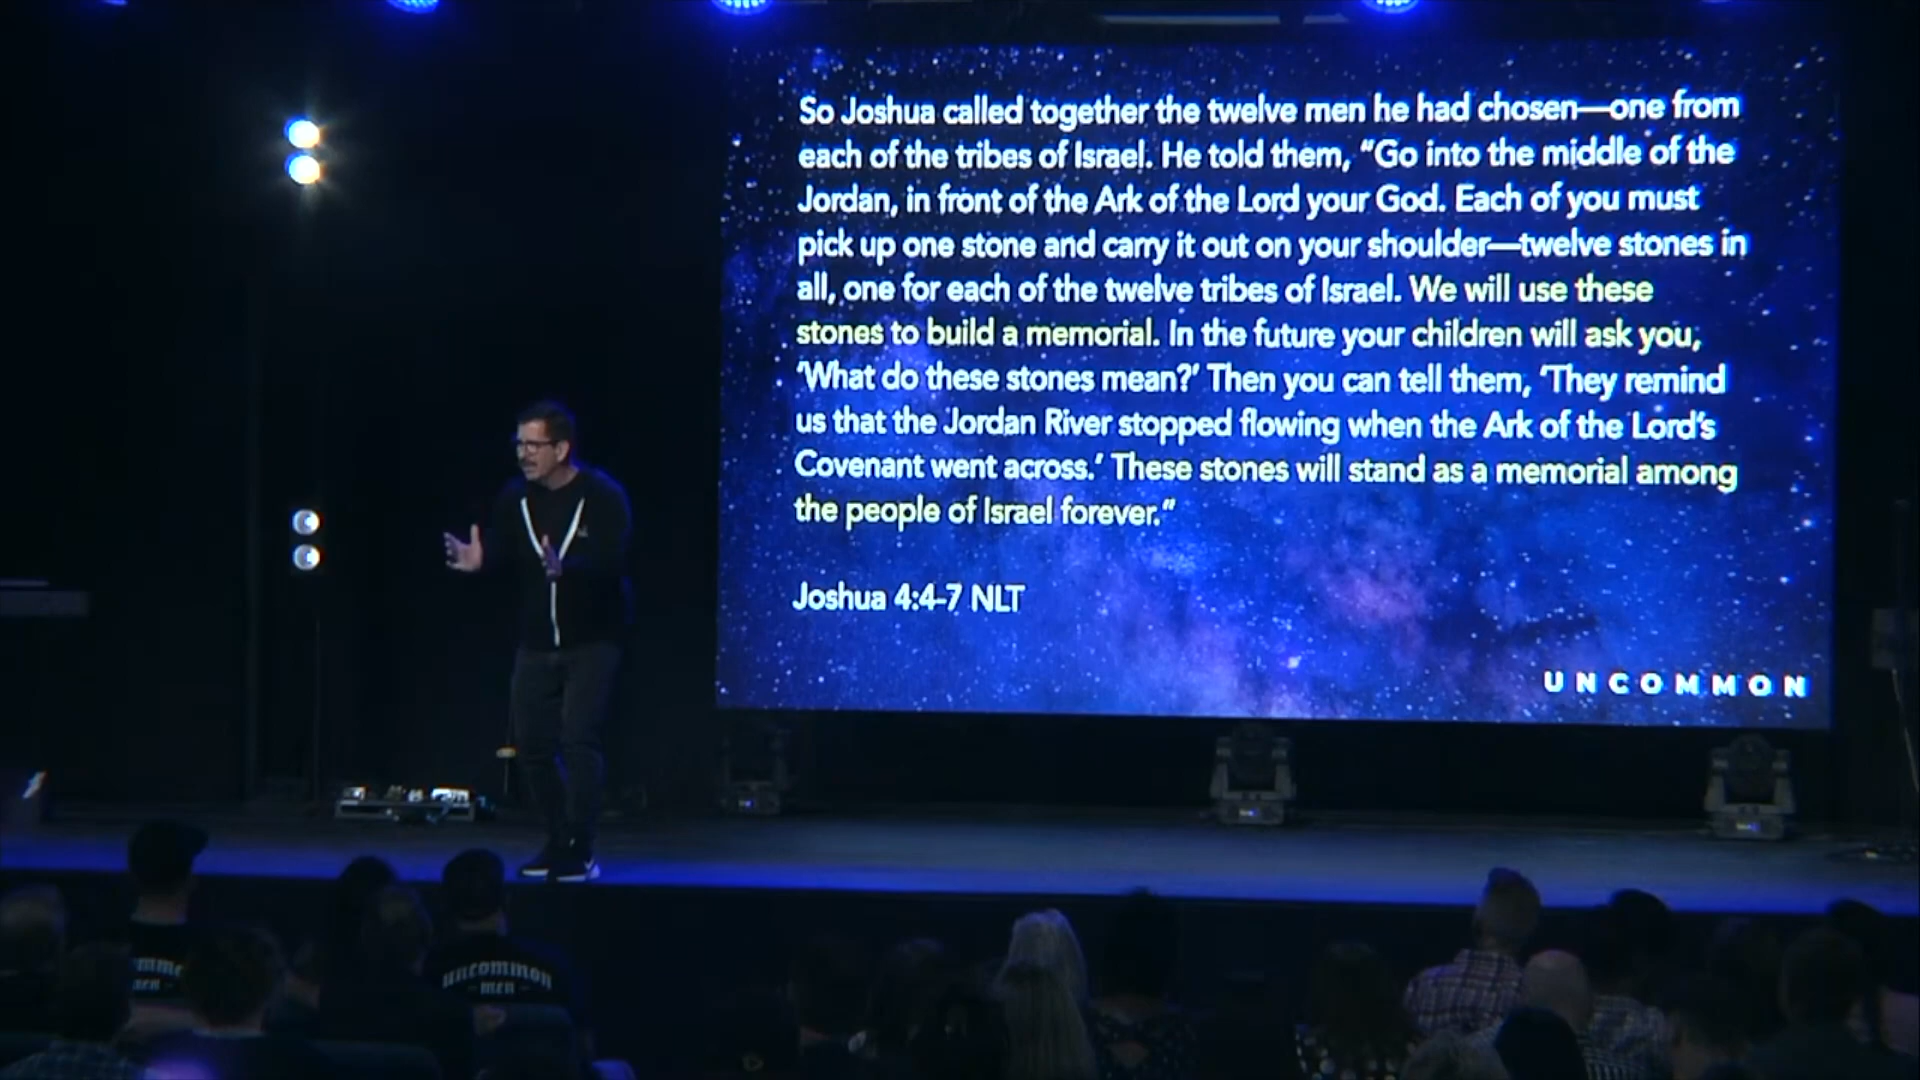 So Joshua called together the twelve men he had chosen—one from
each of the tribes of Israel. He told them, “Go into the middle of the
Jordan, in front of the Ark of the Lord your God. Each of you must
pick up one stone and carry it out on your shoulder—twelve stones in
all, one for each of the twelve tribes of Israel. We will use these
stones to build a memorial. In the future your children will ask you,
‘What do these stones mean?’ Then you can tell them, ‘They remind
us that the Jordan River stopped flowing when the Ark of the Lord’s
Covenant went across.’ These stones will stand as a memorial among
the people of Israel forever.”
Joshua 4:4-7 NLT
UNCOMMON
uncommon
men